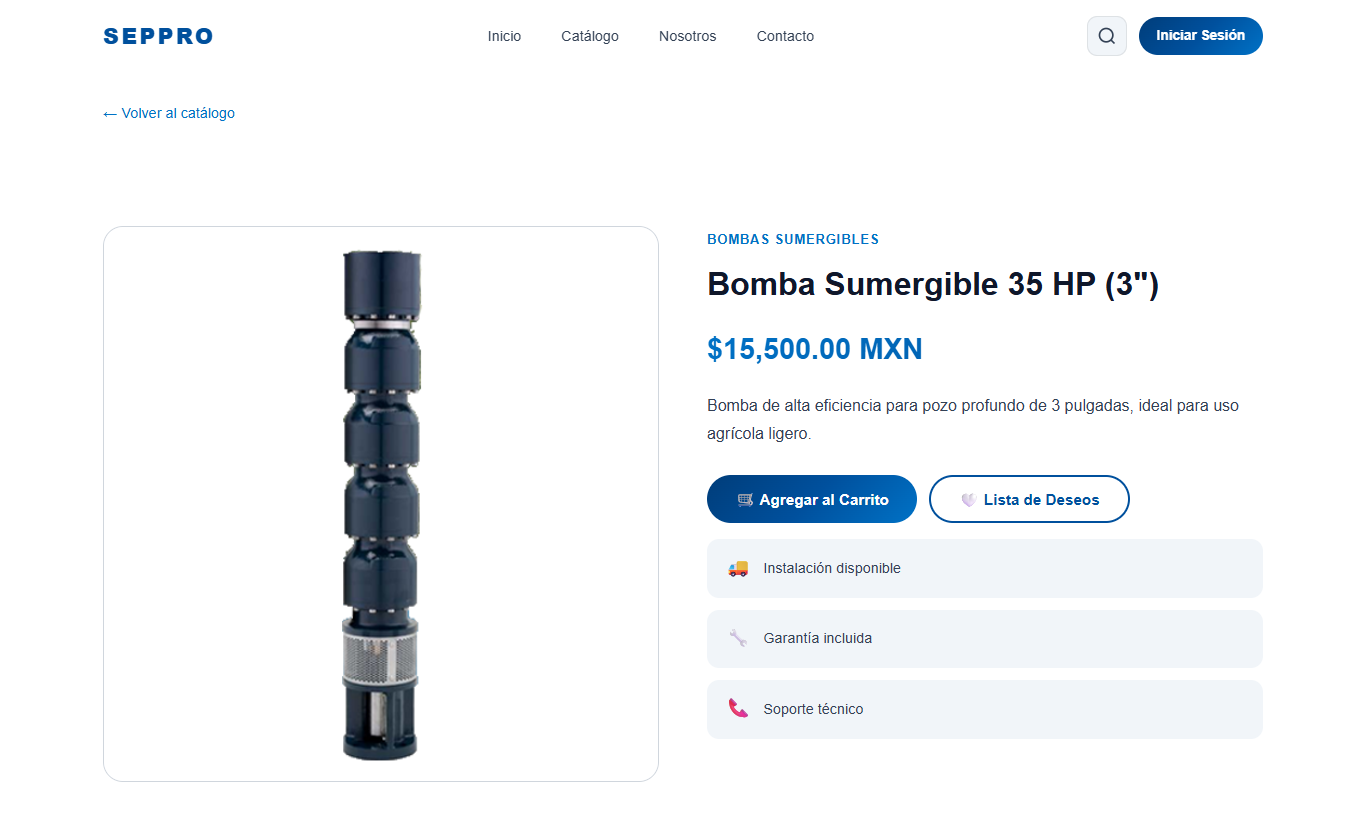 SEPPRO
Inicio
Catálogo
Nosotros
Contacto
Iniciar Sesión
← Volver al catálogo
BOMBAS SUMERGIBLES
Bomba Sumergible 35 HP (3")
$15,500.00 MXN
Bomba de alta eficiencia para pozo profundo de 3 pulgadas, ideal para uso
agrícola ligero.
Agregar al Carrito
Lista de Deseos
Instalación disponible
Garantía incluida
Soporte técnico